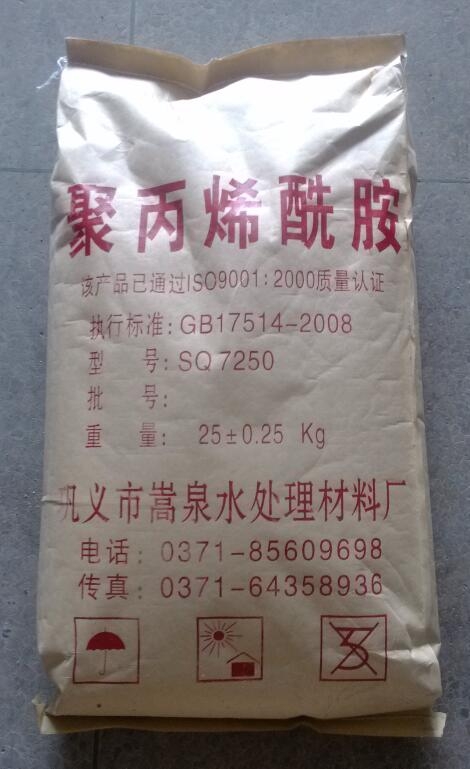 聚丙烯酰胺
该产品已通过ISO9001:2000质量认证
执行标准:GB17514-2008
型 号:SQ7250
批 号:
重 量: 25±0.25 Kg
巩义市嵩泉水处理材料厂
电话:0371-85609698
传真:0371-64358936